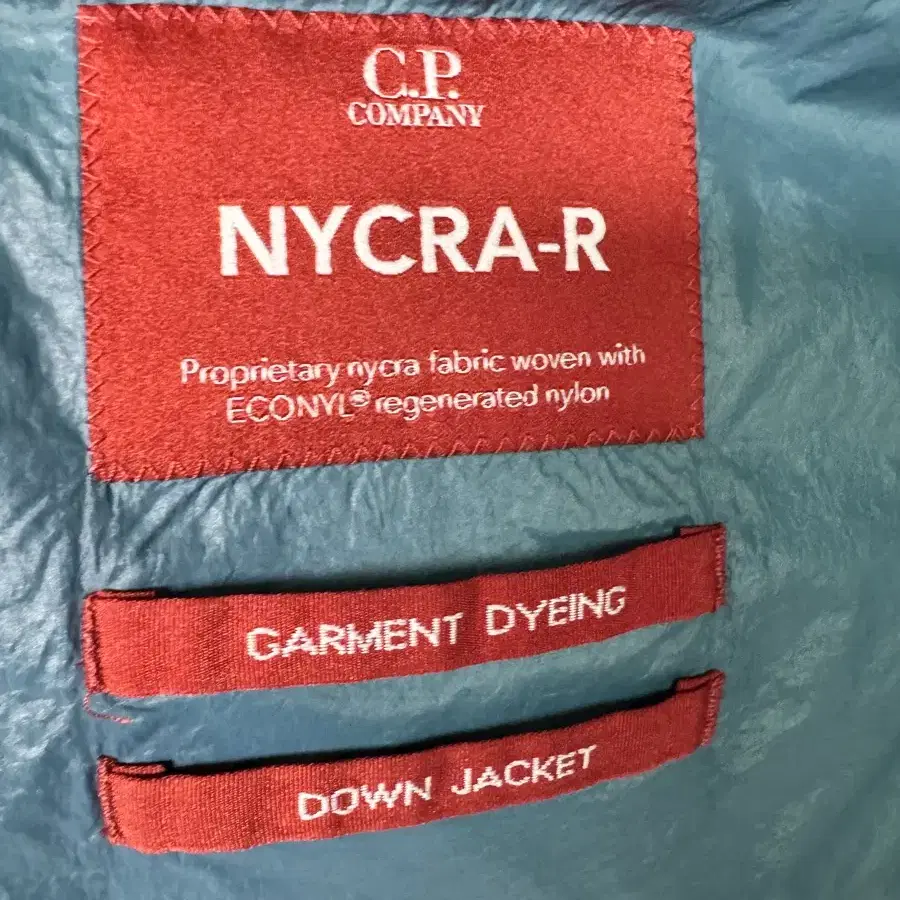 C.P.
COMPANY
NYCRA-R
Proprietary nycra fabric woven with
ECONYL® regenerated nylon
GARMENT DYEING
DOWN JACKET